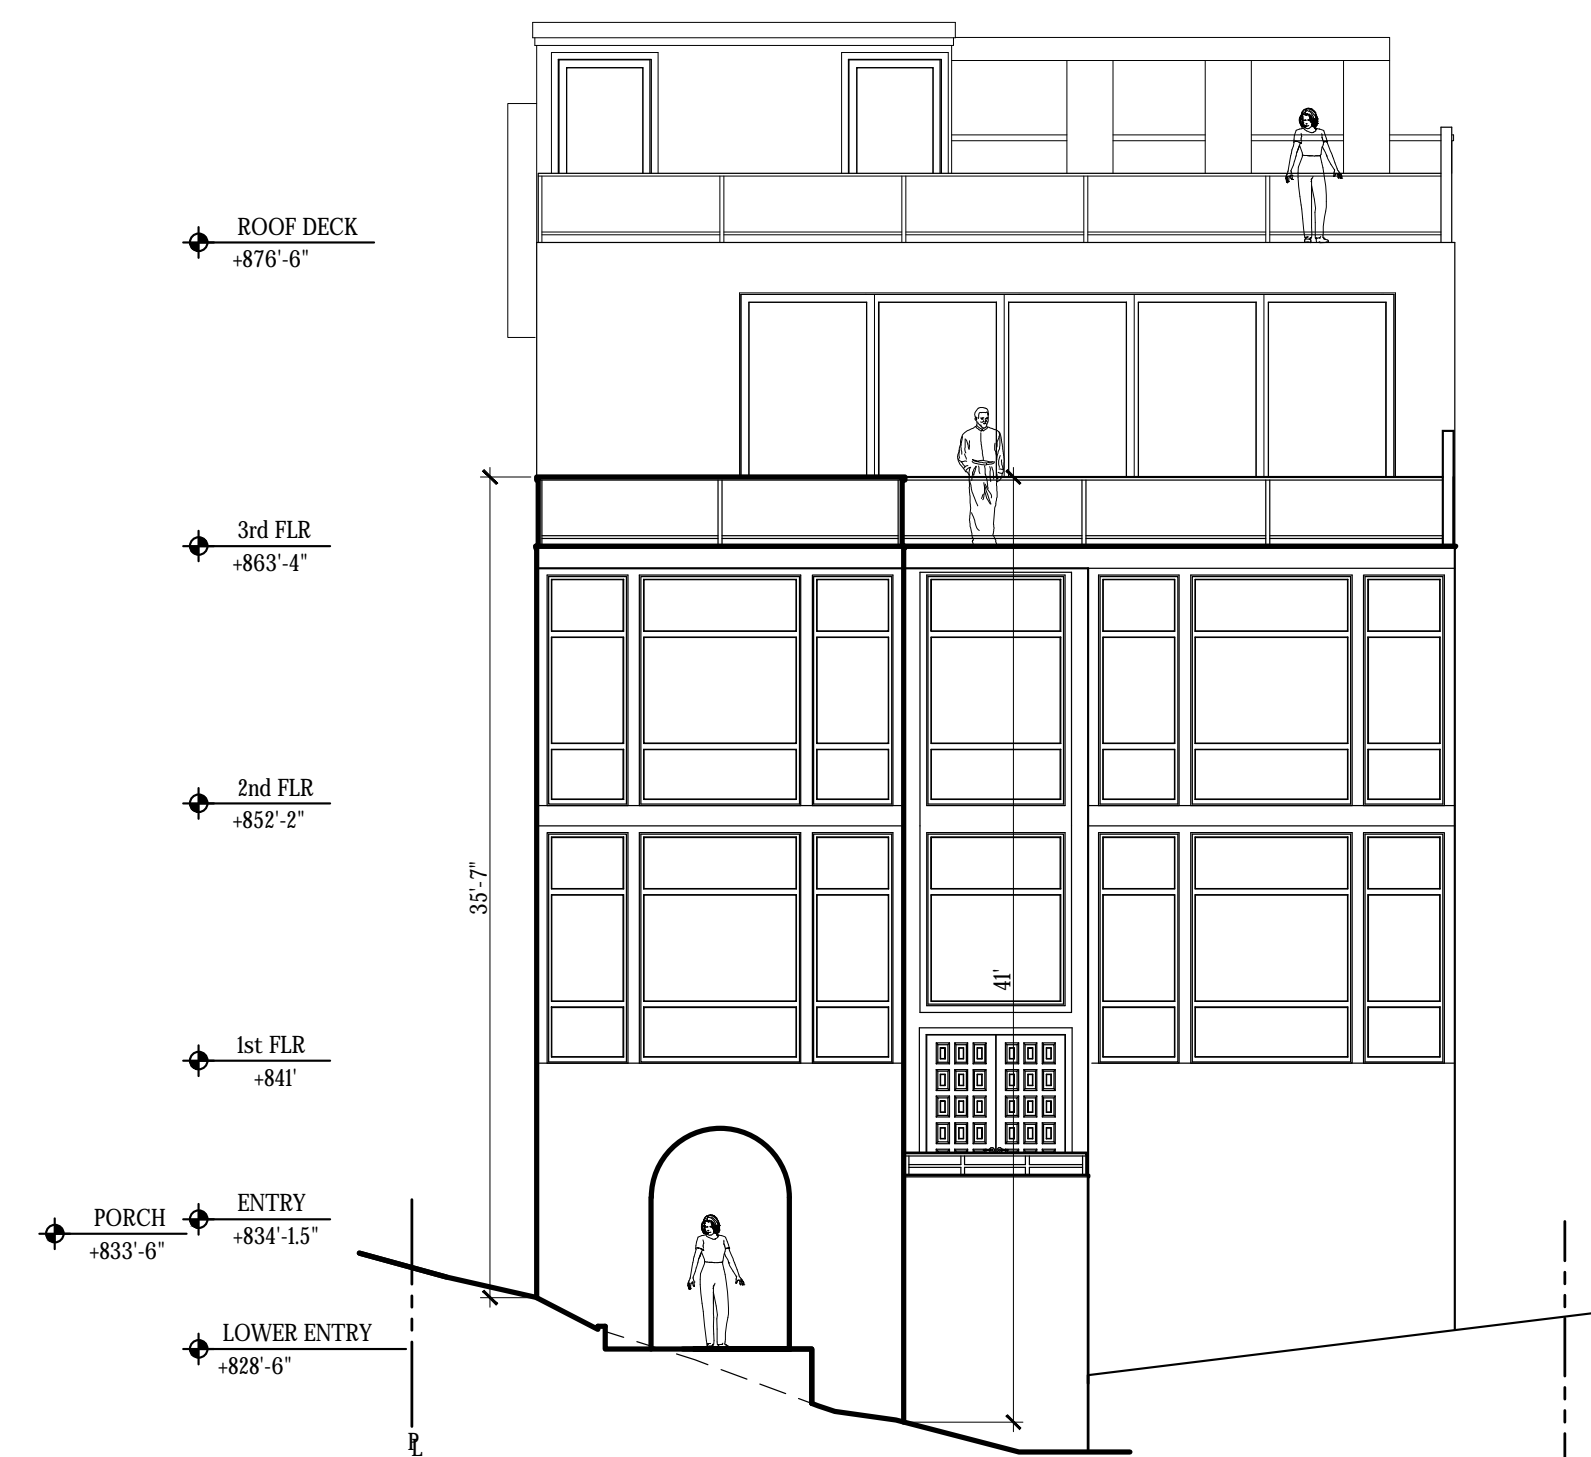 ROOF DECK
+876'-6"
3rd FLR
+863'-4"
2nd FLR
+852'-2"
35'-7"
41'
1st FLR
+841'
PORCH
+833'-6"
ENTRY
+834'-1.5"
LOWER ENTRY
+828'-6"
PL